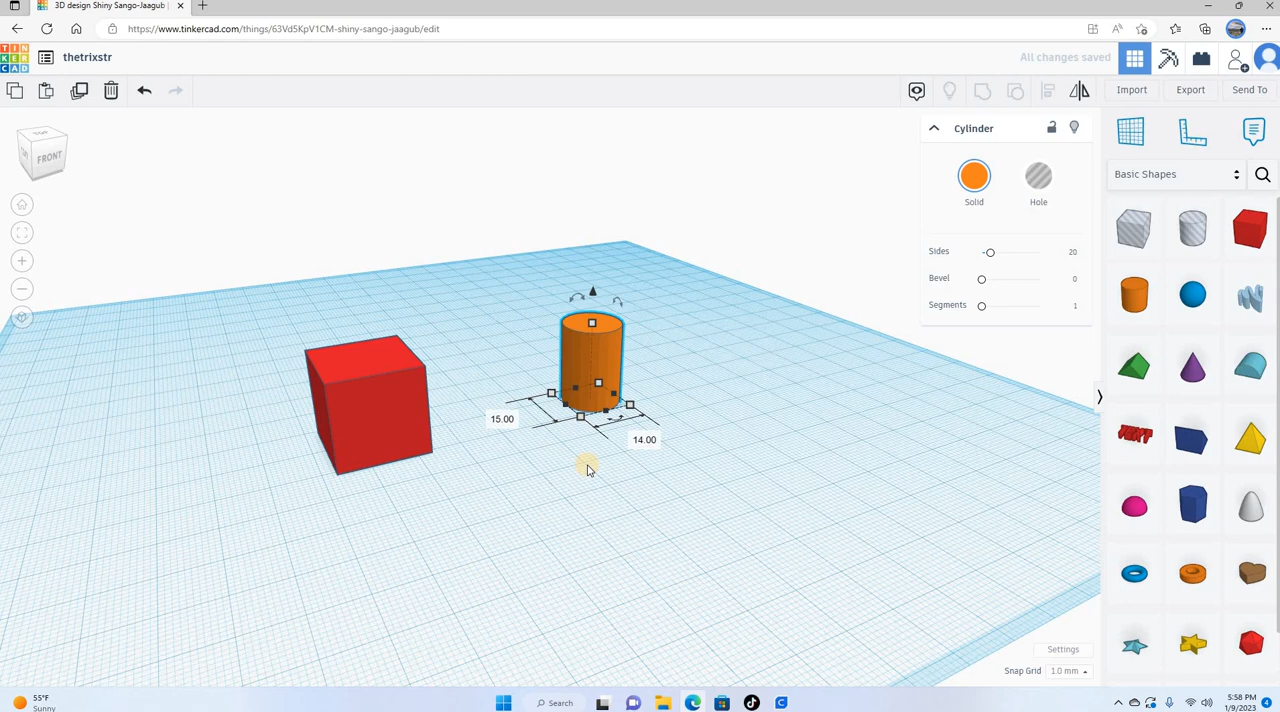 3D design Shiny Sango-Jaagub |
https://www.tinkercad.com/things/63Vd5KpV1CM-shiny-sango-jaagub/edit
TIN
KER
CAD
thetrixstr
All changes saved
Import
Export
Send To
TOP
FRONT
Cylinder
Solid
Hole
Sides
20
Bevel
0
Segments
1
Basic Shapes
TEXT
15.00
14.00
Settings
Snap Grid
1.0 mm
55°F
Sunny
Search
5:58 PM
1/9/2023
4